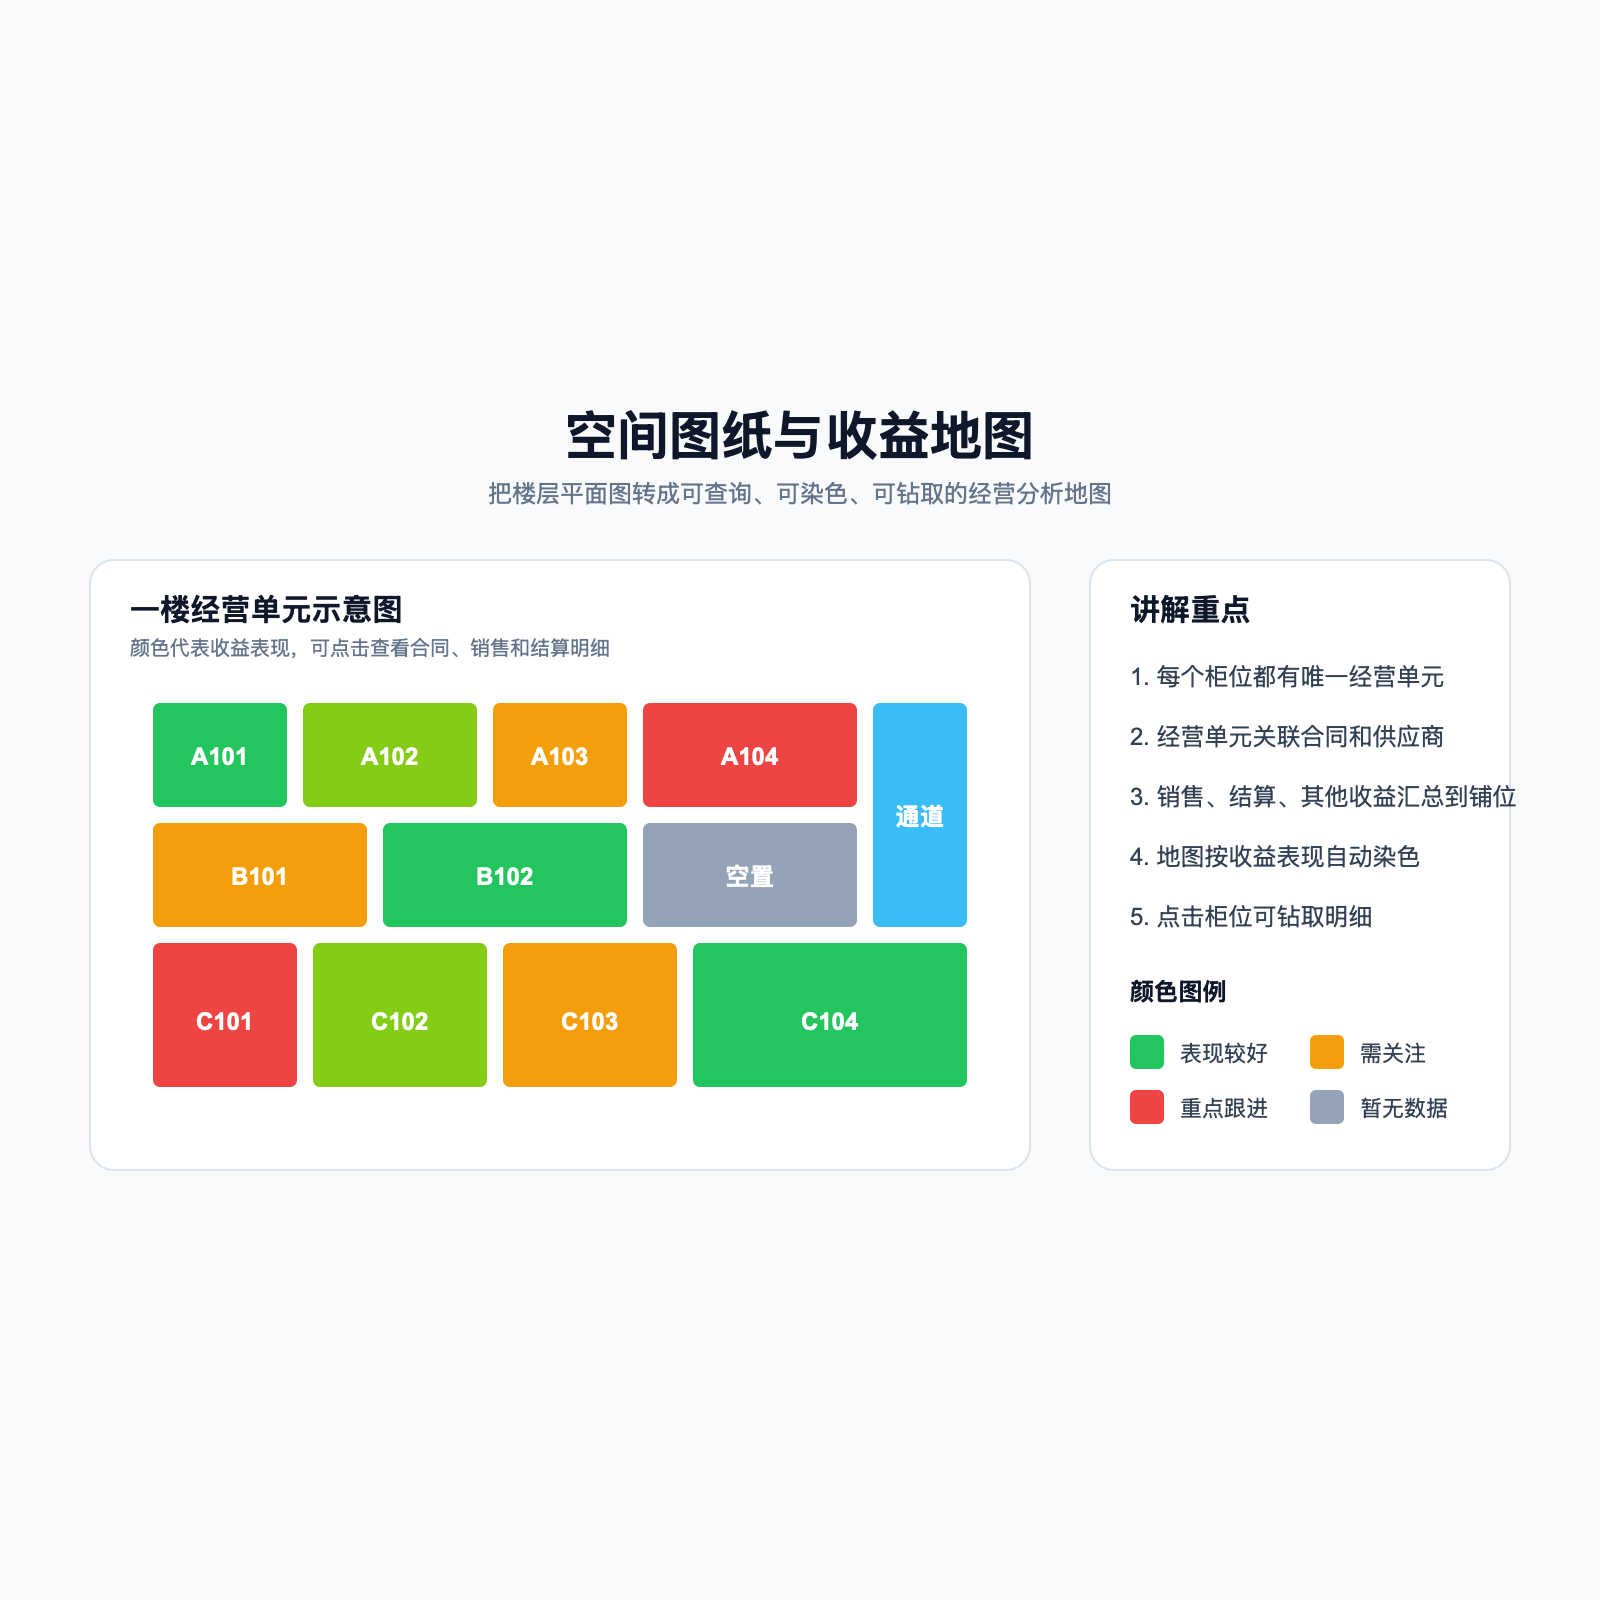 空间图纸与收益地图
把楼层平面图转成可查询、可染色、可钻取的经营分析地图
一楼经营单元示意图
颜色代表收益表现，可点击查看合同、销售和结算明细
A101
A102
A103
A104
通道
B101
B102
空置
C101
C102
C103
C104
讲解重点
1. 每个柜位都有唯一经营单元
2. 经营单元关联合同和供应商
3. 销售、结算、其他收益汇总到铺位
4. 地图按收益表现自动染色
5. 点击柜位可钻取明细
颜色图例
表现较好
需关注
重点跟进
暂无数据